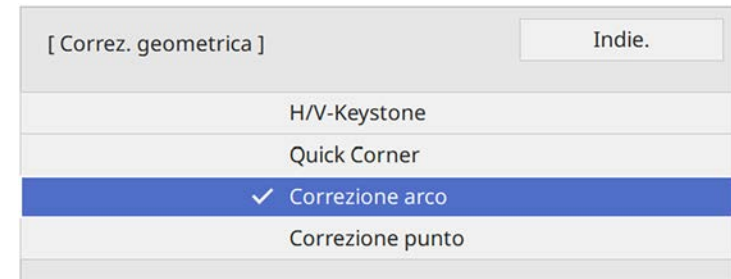 [ Correz. geometrica ]
Indie.
H/V-Keystone
Quick Corner
Correzione arco
Correzione punto